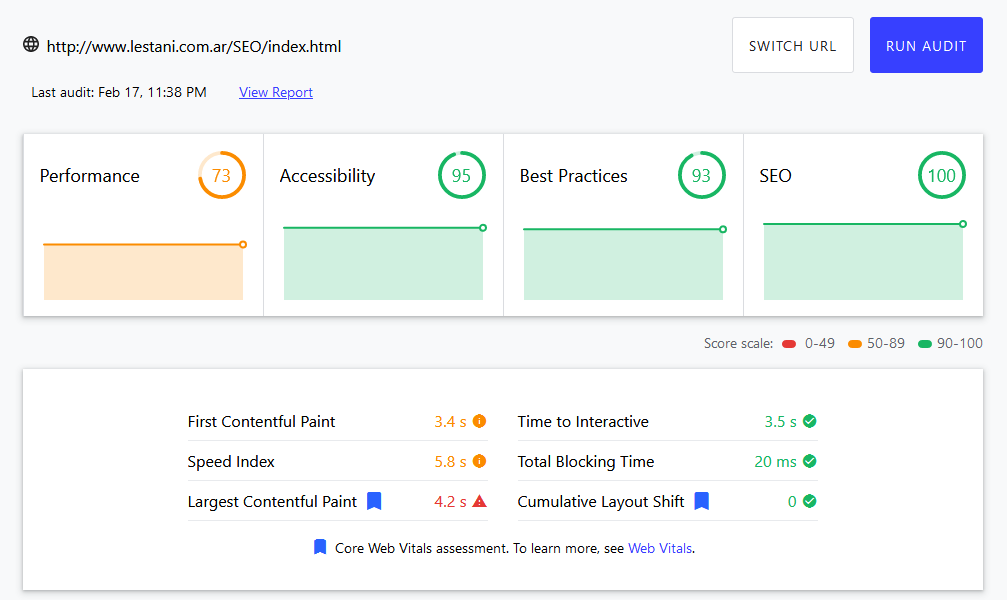 http://www.lestani.com.ar/SEO/index.html
SWITCH URL
RUN AUDIT
Last audit: Feb 17, 11:38 PM View Report
Performance 73
Accessibility 95
Best Practices 93
SEO 100
Score scale: 0-49 50-89 90-100
First Contentful Paint 3.4 s
Time to Interactive 3.5 s
Speed Index 5.8 s
Total Blocking Time 20 ms
Largest Contentful Paint 4.2 s
Cumulative Layout Shift 0
Core Web Vitals assessment. To learn more, see Web Vitals.